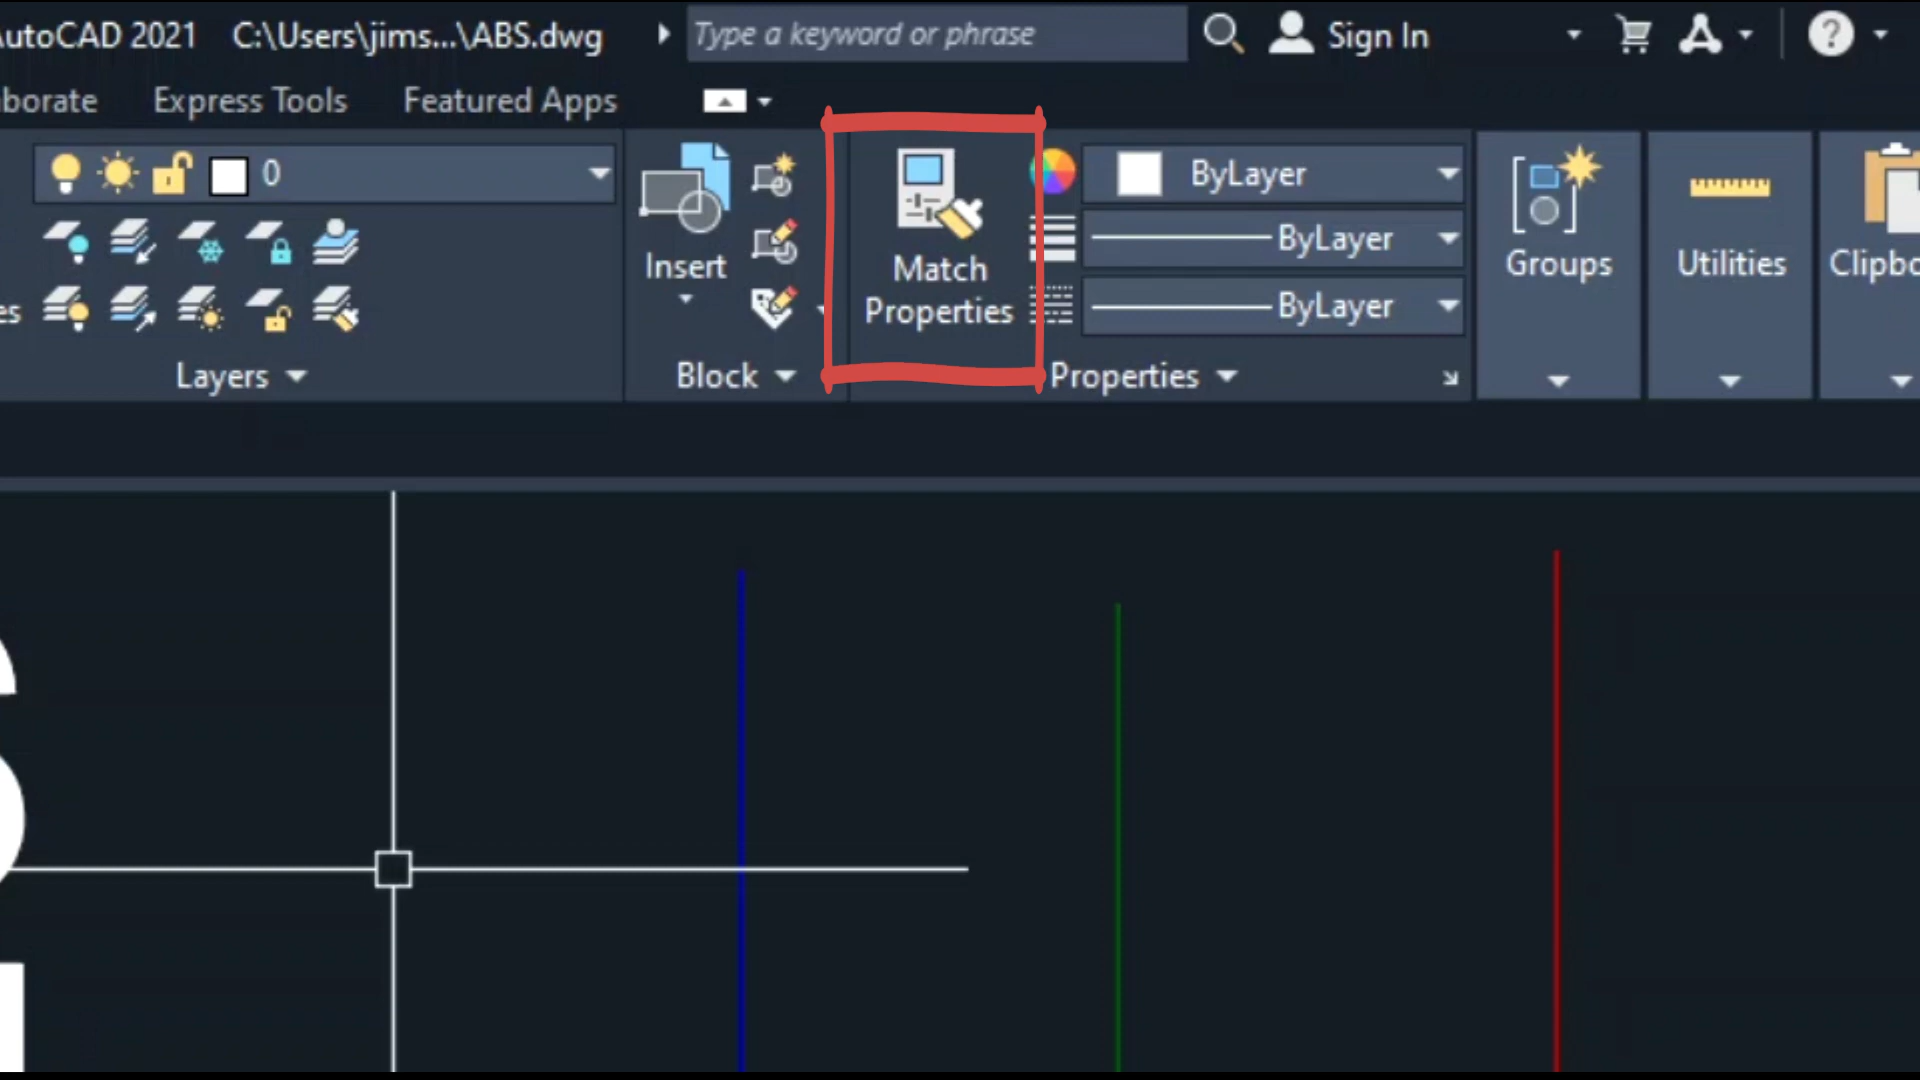 AutoCAD 2021 C:\Users\jims...\ABS.dwg Type a keyword or phrase Sign In ?
borate Express Tools Featured Apps
0
ByLayer
ByLayer
ByLayer
Insert
Match
Properties
Groups
Utilities
Clipbo
es
Layers
Block
Properties